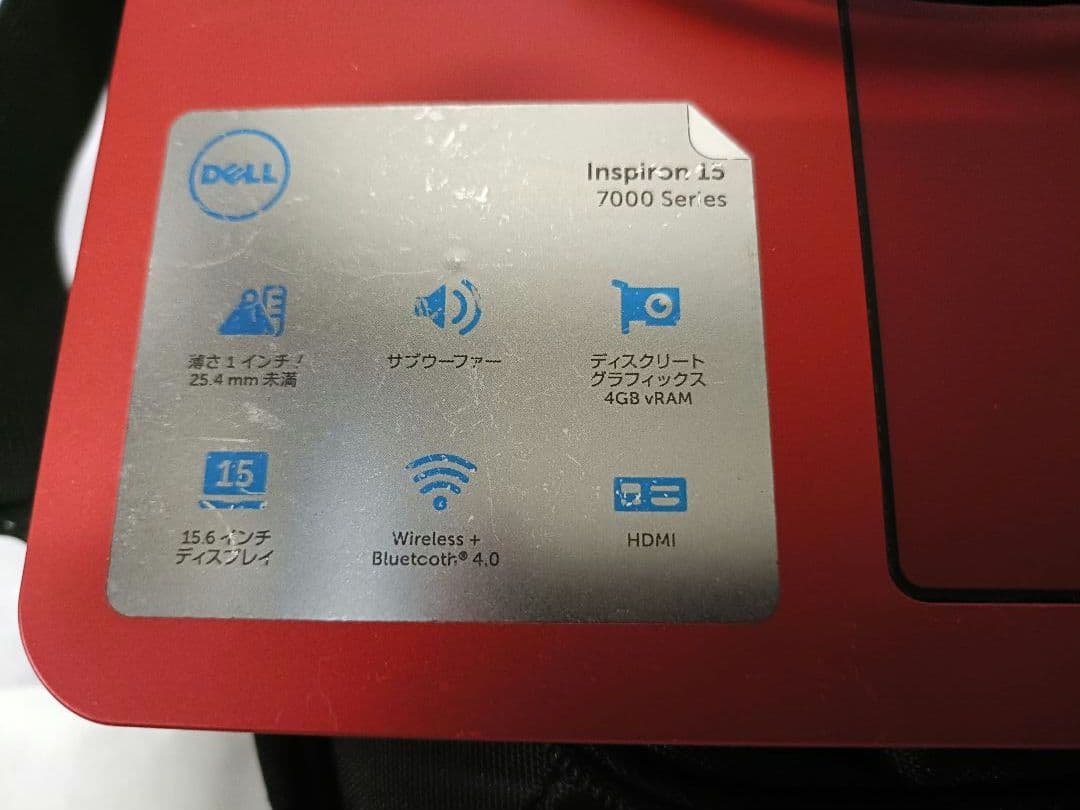 DELL
Inspiron 15
7000 Series
薄さ 1 インチ /
25.4 mm 未満
サブウーファー
ディスクリート
グラフィックス
4GB vRAM
15
15.6 インチ
ディスプレイ
Wireless +
Bluetooth® 4.0
HDMI